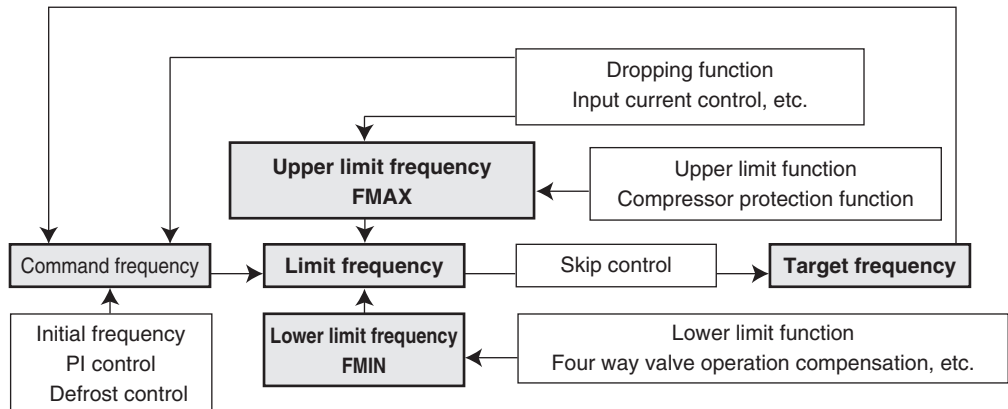 Dropping function
Input current control, etc.
Upper limit frequency
FMAX
Upper limit function
Compressor protection function
Command frequency
Limit frequency
Skip control
Target frequency
Initial frequency
PI control
Defrost control
Lower limit frequency
FMIN
Lower limit function
Four way valve operation compensation, etc.